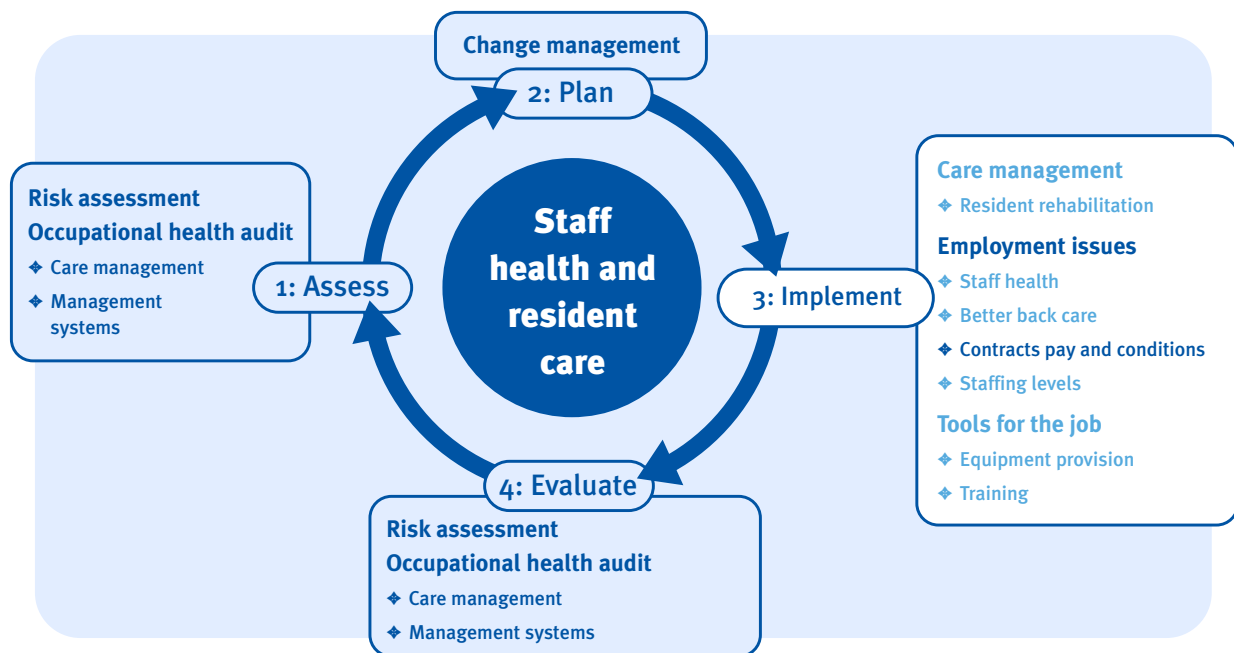 Change management
2: Plan
Risk assessment
Occupational health audit
❖ Care management
❖ Management
systems
1: Assess
Staff
health and
resident
care
3: Implement
Care management
❖ Resident rehabilitation
Employment issues
❖ Staff health
❖ Better back care
❖ Contracts pay and conditions
❖ Staffing levels
Tools for the job
❖ Equipment provision
❖ Training
4: Evaluate
Risk assessment
Occupational health audit
❖ Care management
❖ Management systems